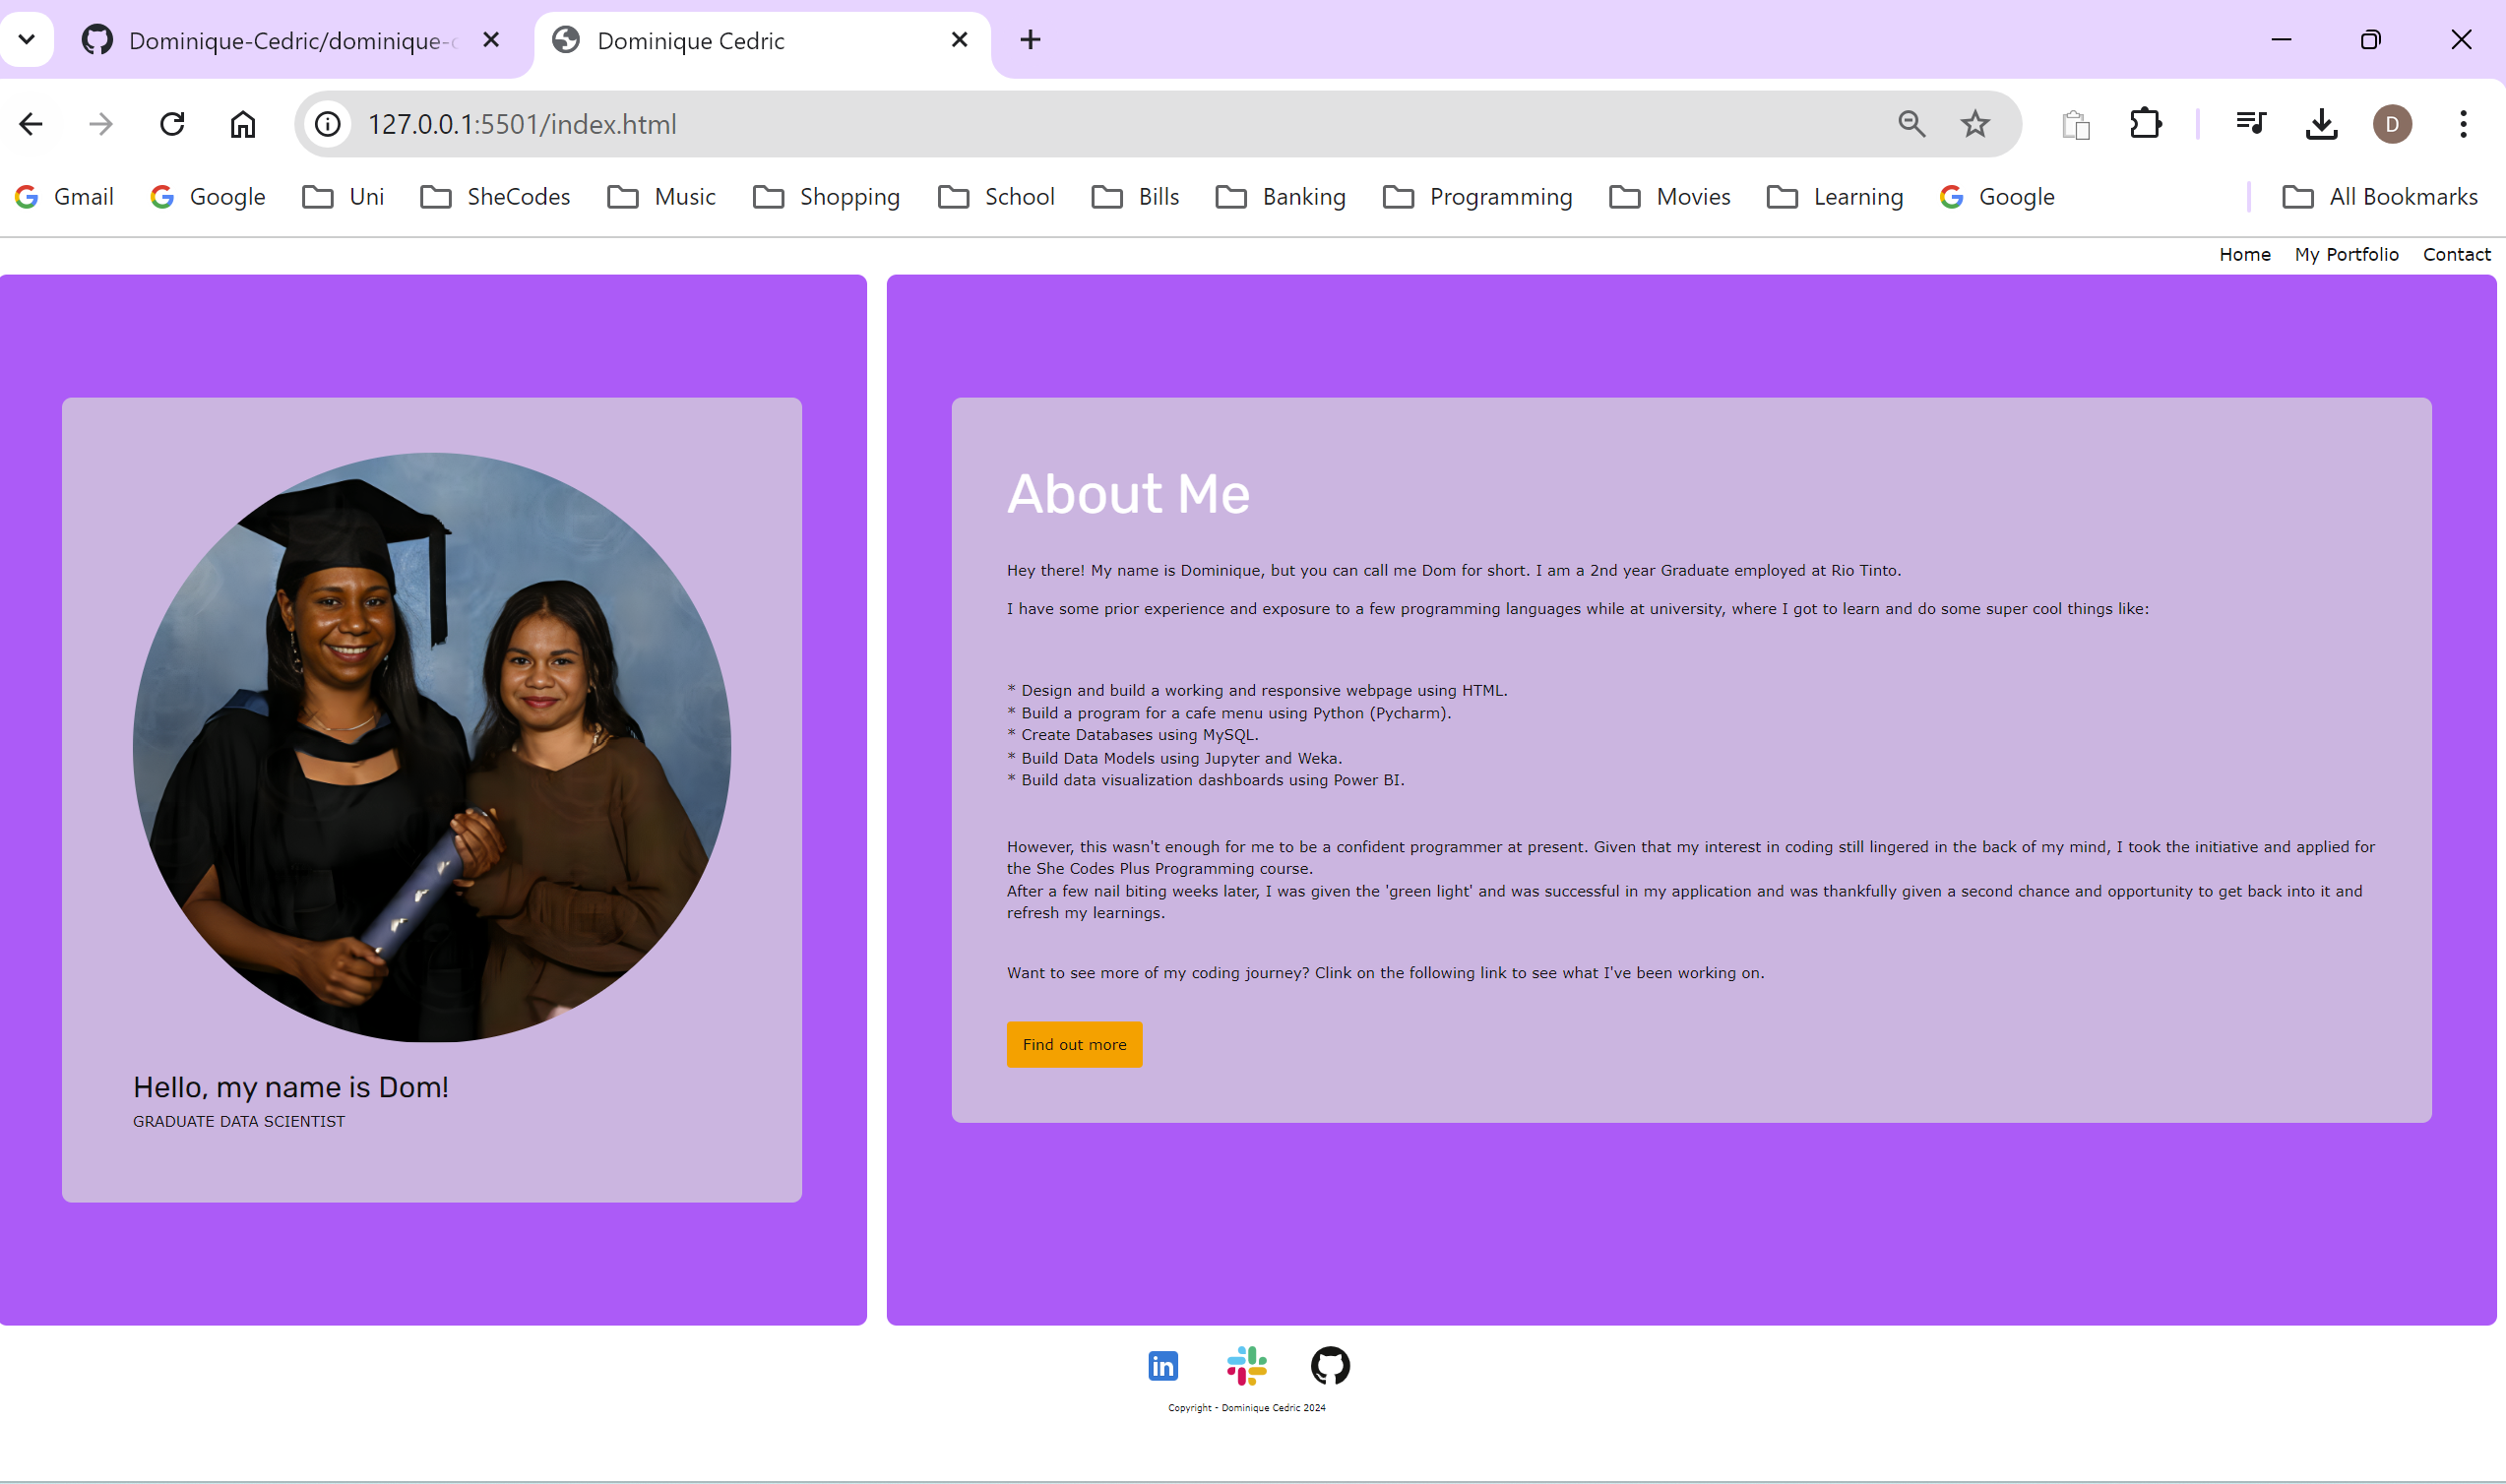 Dominique-Cedric/dominique-
Dominique Cedric
127.0.0.1:5501/index.html
D
Gmail
Google
Uni
SheCodes
Music
Shopping
School
Bills
Banking
Programming
Movies
Learning
Google
All Bookmarks
Home
My Portfolio
Contact
Hello, my name is Dom!
GRADUATE DATA SCIENTIST
About Me
Hey there! My name is Dominique, but you can call me Dom for short. I am a 2nd year Graduate employed at Rio Tinto.
I have some prior experience and exposure to a few programming languages while at university, where I got to learn and do some super cool things like:
* Design and build a working and responsive webpage using HTML.
* Build a program for a cafe menu using Python (Pycharm).
* Create Databases using MySQL.
* Build Data Models using Jupyter and Weka.
* Build data visualization dashboards using Power BI.
However, this wasn't enough for me to be a confident programmer at present. Given that my interest in coding still lingered in the back of my mind, I took the initiative and applied for
the She Codes Plus Programming course.
After a few nail biting weeks later, I was given the 'green light' and was successful in my application and was thankfully given a second chance and opportunity to get back into it and
refresh my learnings.
Want to see more of my coding journey? Clink on the following link to see what I've been working on.
Find out more
in
Copyright - Dominique Cedric 2024